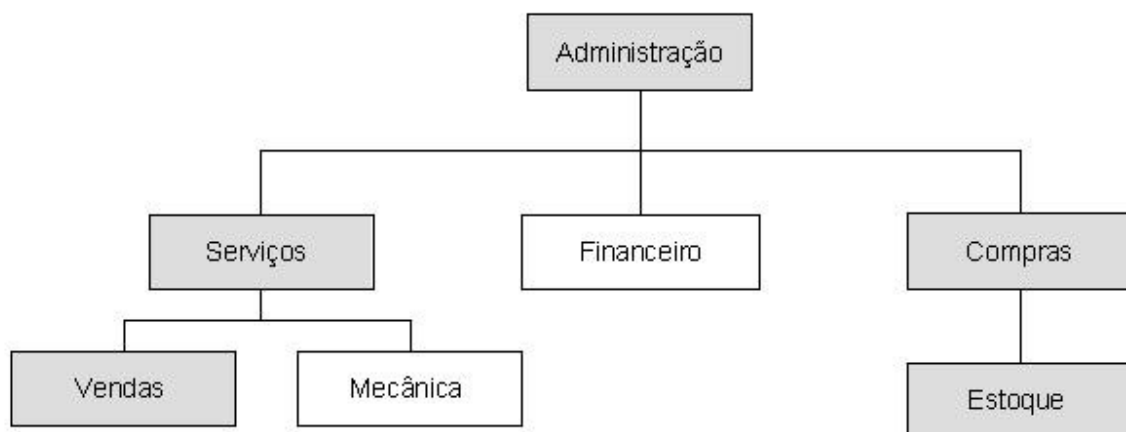 Administração
Serviços
Financeiro
Compras
Vendas
Mecânica
Estoque